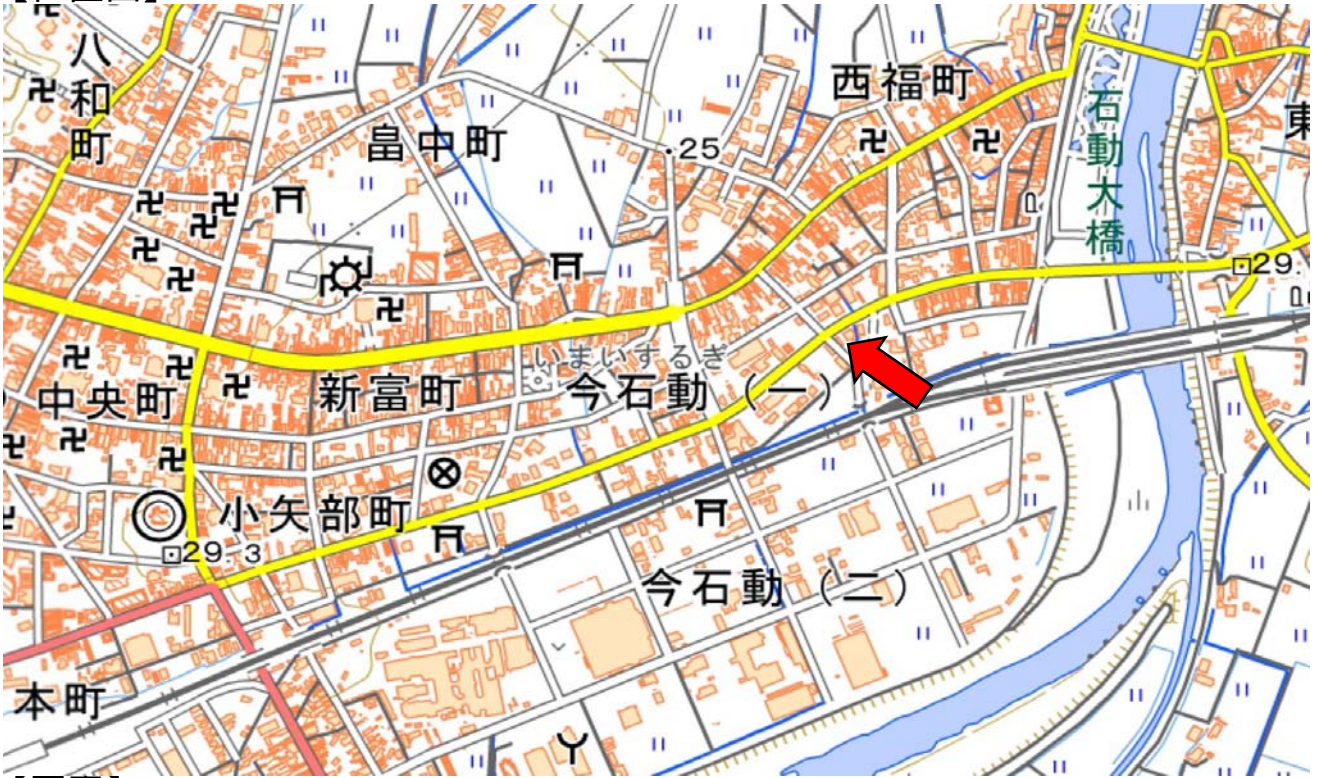 八和町
畠中町
25
西福町
石動大橋
東
29.
いまいするぎ
中央町
新富町
今石動(一)
小矢部町
29.3
今石動(二)
本町